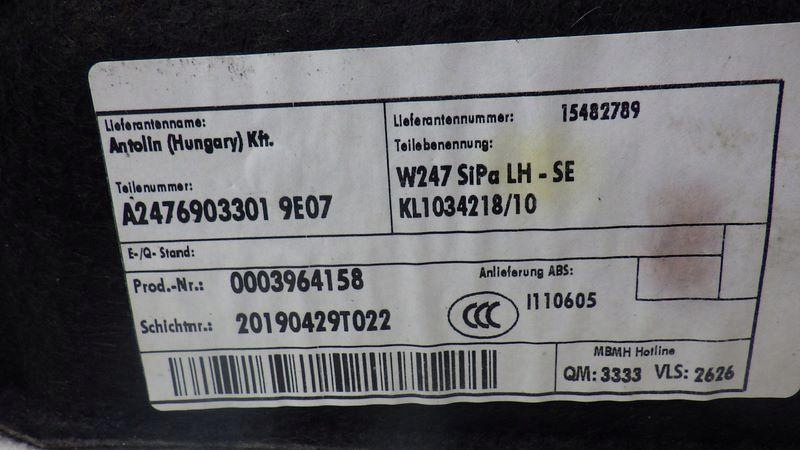 Lieferantenname:
Antolin (Hungary) Kft.
Lieferantennummer: 15482789
Teilebenennung:
W247 SiPa LH - SE
KL1034218/10
Teilenummer:
A2476903301 9E07
E-/Q- Stand:
Prod.-Nr.: 0003964158
Anlieferung ABS:
I110605
Schichtnr.: 20190429T022
CCC
MBMH Hotline
QM: 3333 VLS: 2626